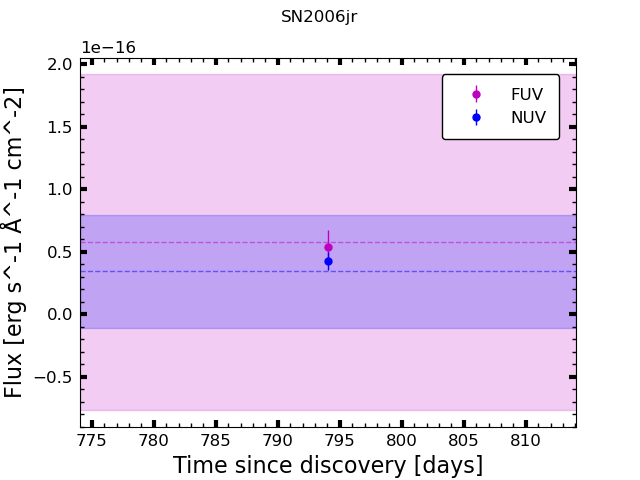 SN2006jr
1e−16
2.0
1.5
1.0
0.5
0.0
−0.5
Flux [erg s^-1 Å^-1 cm^-2]
FUV
NUV
775 780 785 790 795 800 805 810
Time since discovery [days]